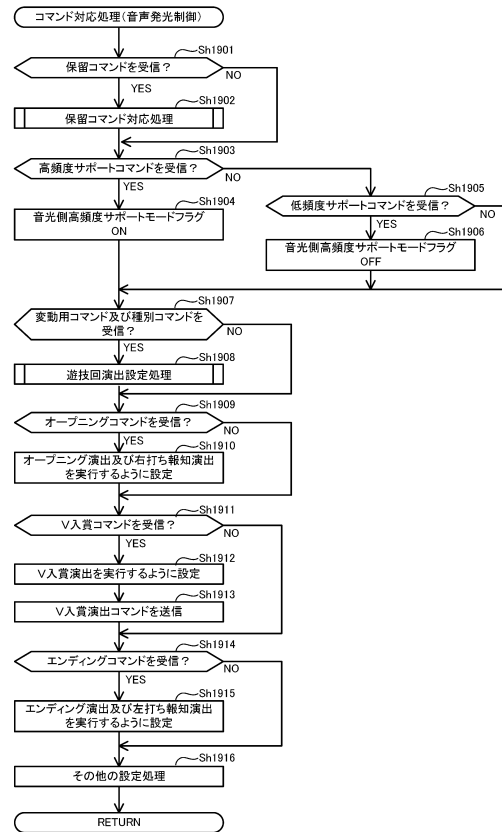 コマンド対応処理(音声発光制御)
Sh1901
保留コマンドを受信？
NO
YES
Sh1902
保留コマンド対応処理
Sh1903
高頻度サポートコマンドを受信？
NO
YES
Sh1904
音光側高頻度サポートモードフラグ
ON
Sh1905
低頻度サポートコマンドを受信？
NO
YES
Sh1906
音光側高頻度サポートモードフラグ
OFF
Sh1907
変動用コマンド及び種別コマンドを
受信？
NO
YES
Sh1908
遊技回演出設定処理
Sh1909
オープニングコマンドを受信？
NO
YES
Sh1910
オープニング演出及び右打ち報知演出
を実行するように設定
Sh1911
V入賞コマンドを受信？
NO
YES
Sh1912
V入賞演出を実行するように設定
Sh1913
V入賞演出コマンドを送信
Sh1914
エンディングコマンドを受信？
NO
YES
Sh1915
エンディング演出及び左打ち報知演出
を実行するように設定
Sh1916
その他の設定処理
RETURN